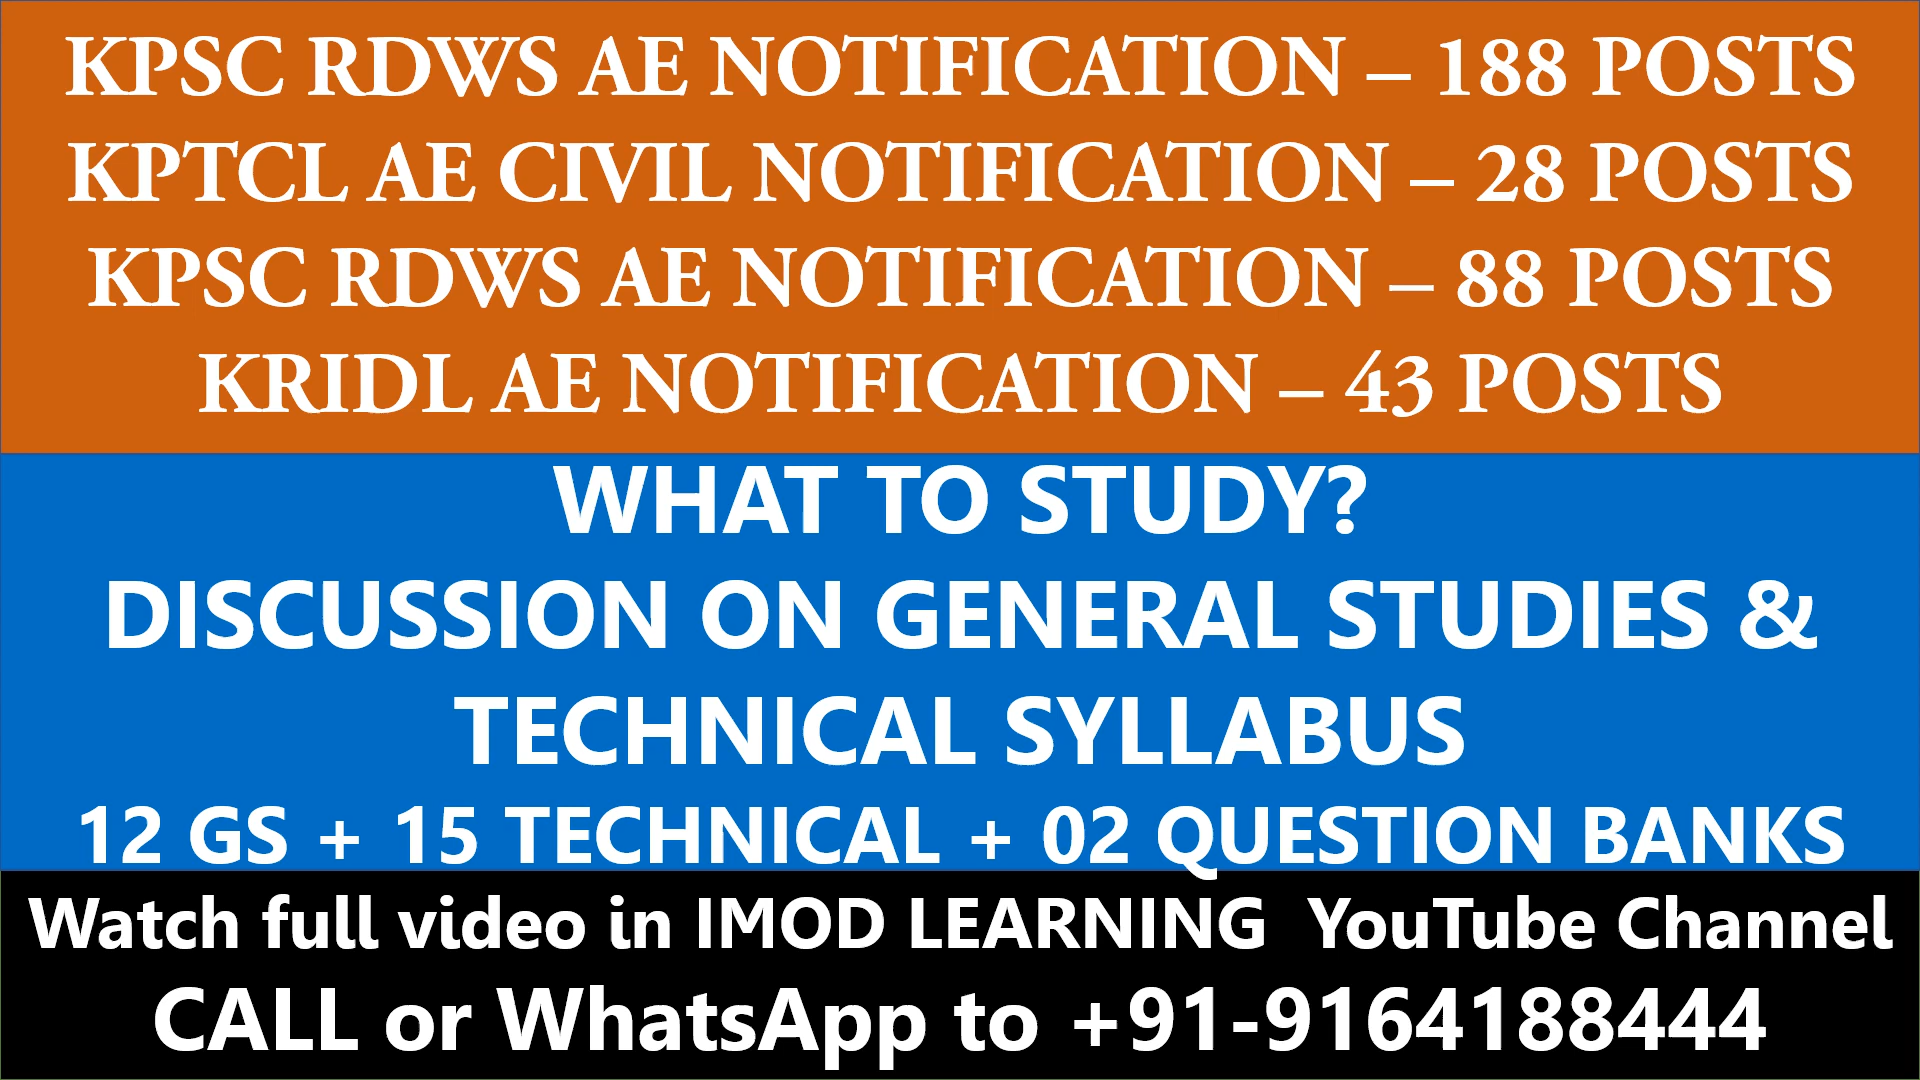 KPSC RDWS AE NOTIFICATION – 188 POSTS
KPTCL AE CIVIL NOTIFICATION – 28 POSTS
KPSC RDWS AE NOTIFICATION – 88 POSTS
KRIDL AE NOTIFICATION – 43 POSTS
WHAT TO STUDY?
DISCUSSION ON GENERAL STUDIES &
TECHNICAL SYLLABUS
12 GS + 15 TECHNICAL + 02 QUESTION BANKS
Watch full video in IMOD LEARNING  YouTube Channel
CALL or WhatsApp to +91-9164188444